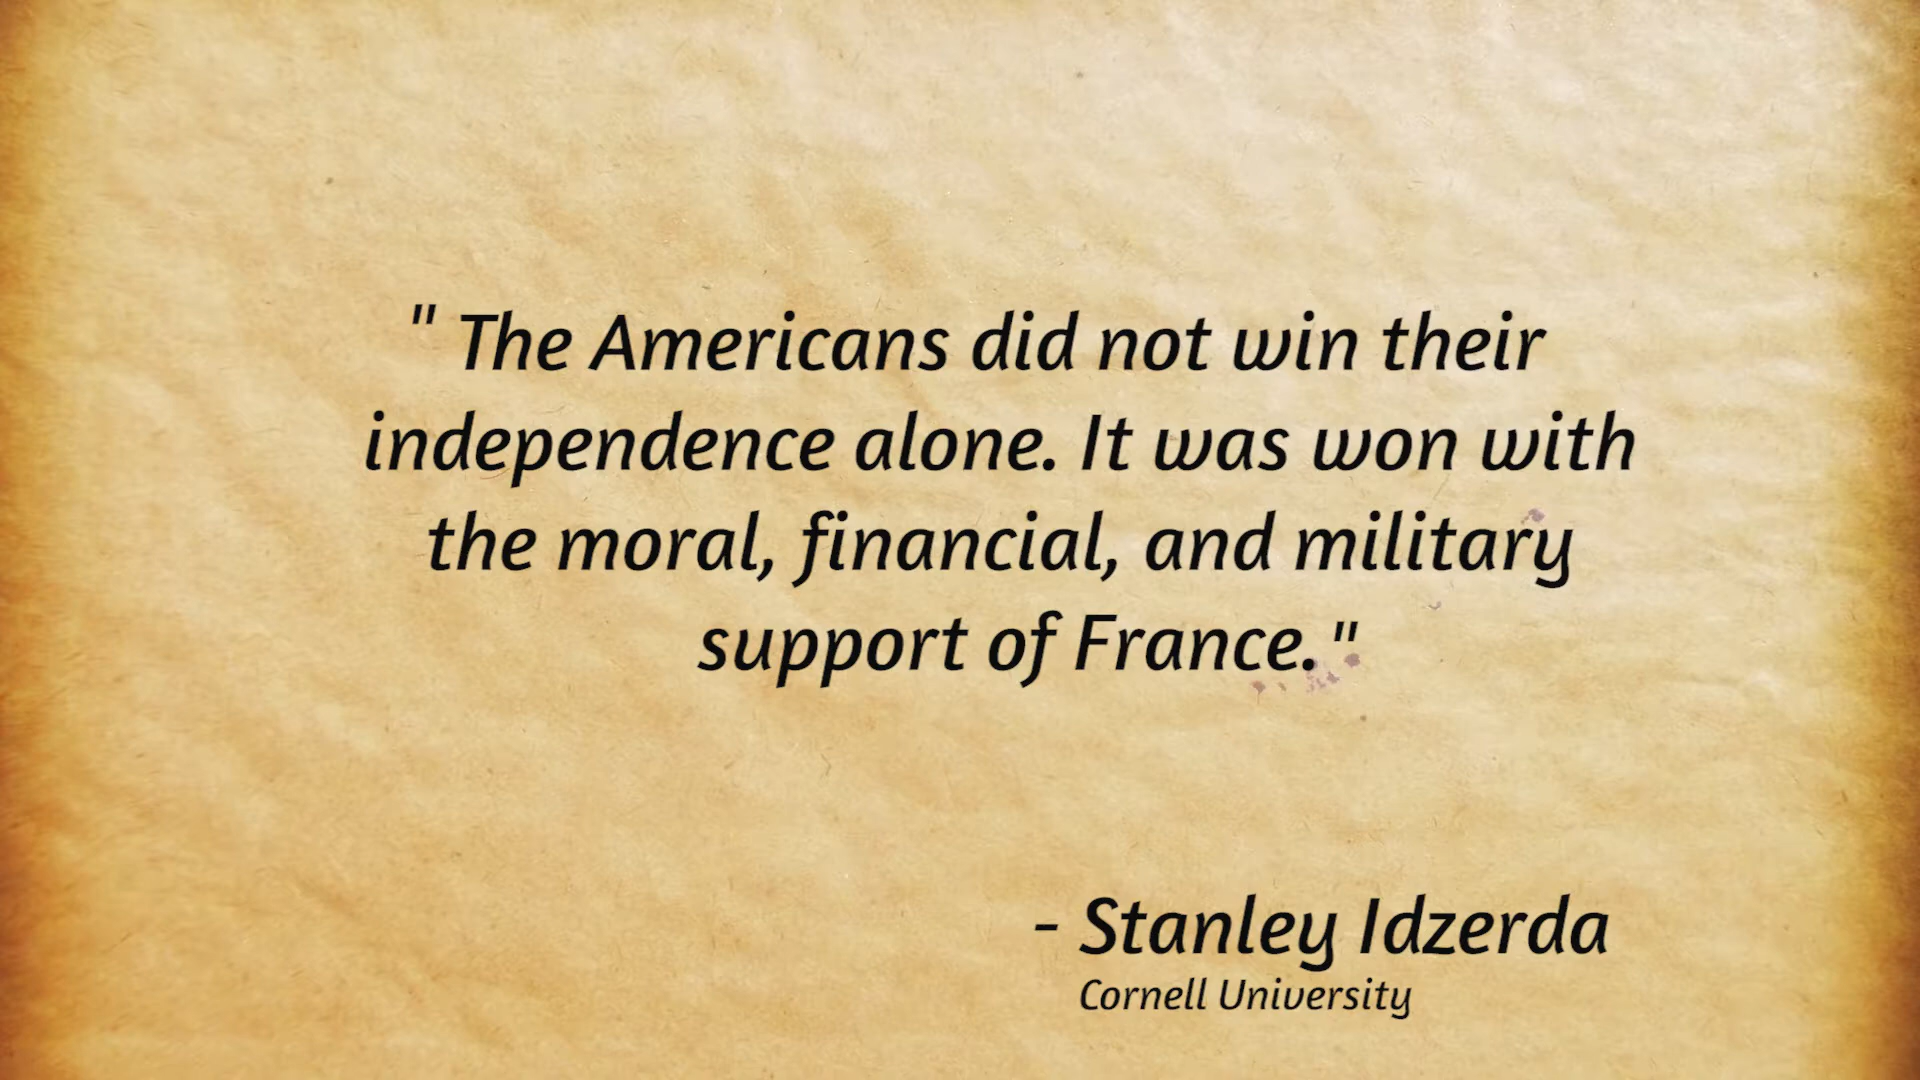 " The Americans did not win their
independence alone. It was won with
the moral, financial, and military
support of France."
- Stanley Idzerda
Cornell University